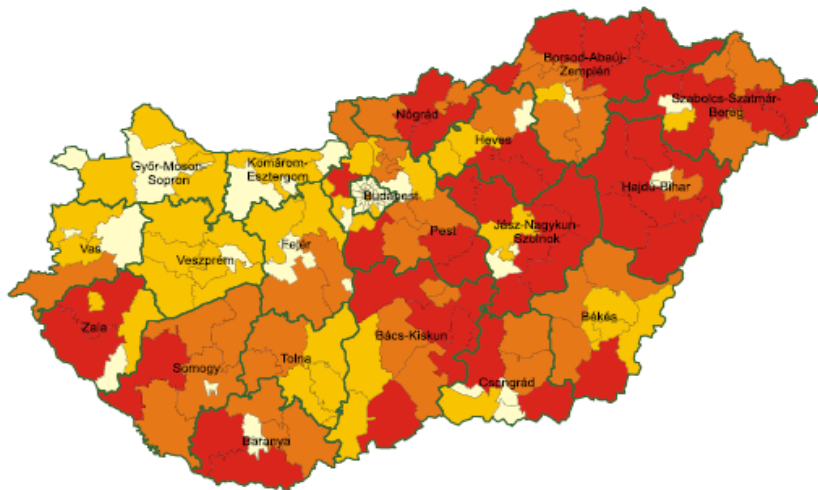 Borsod-Abaúj-
Zemplén
Szabolcs-Szatmár-
Bereg
Nógrád
Heves
Győr-Moson-
Sopron
Komárom-
Esztergom
Budapest
Hajdú-Bihar
Vas
Veszprém
Fejér
Pest
Jász-Nagykun-
Szolnok
Zala
Somogy
Tolna
Bács-Kiskun
Békés
Csongrád
Baranya